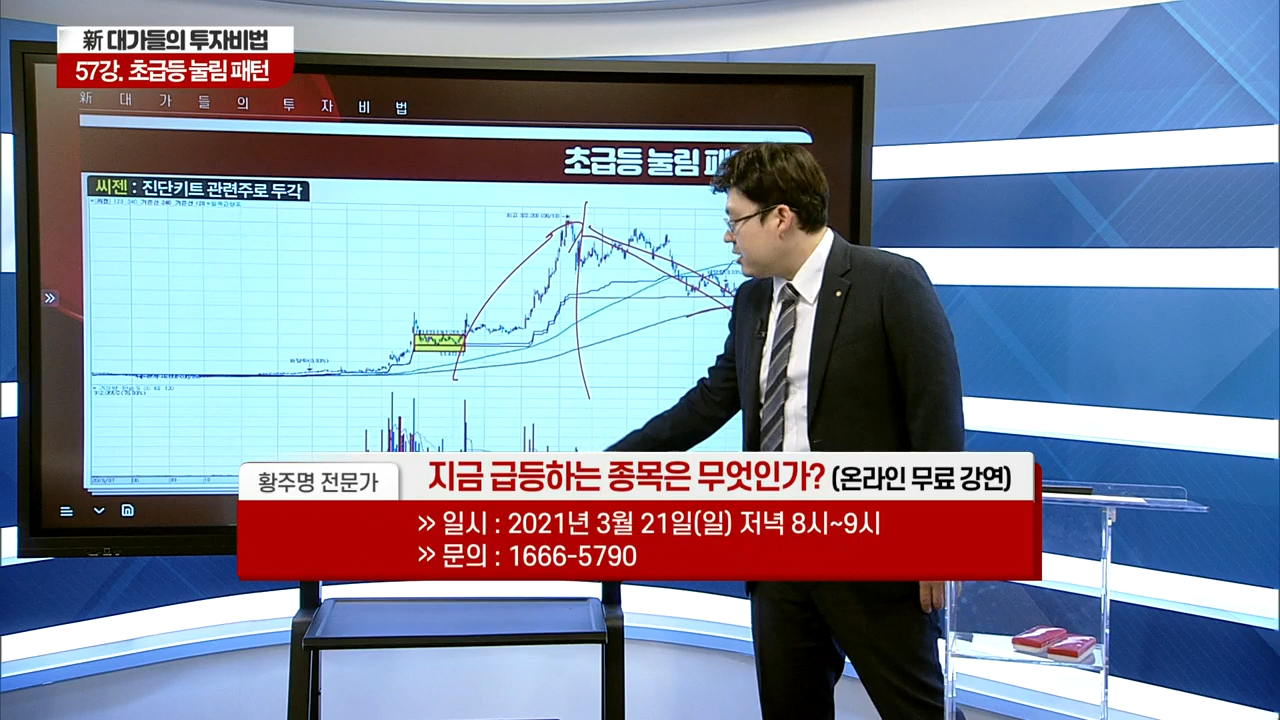 新 대가들의 투자비법
57강. 초급등 눌림 패턴
新 대가들의 투자비법
초급등 눌림
씨젠 : 진단키트 관련주로 두각
황주명 전문가
지금 급등하는 종목은 무엇인가? (온라인 무료 강연)
» 일시 : 2021년 3월 21일(일) 저녁 8시~9시
» 문의 : 1666-5790